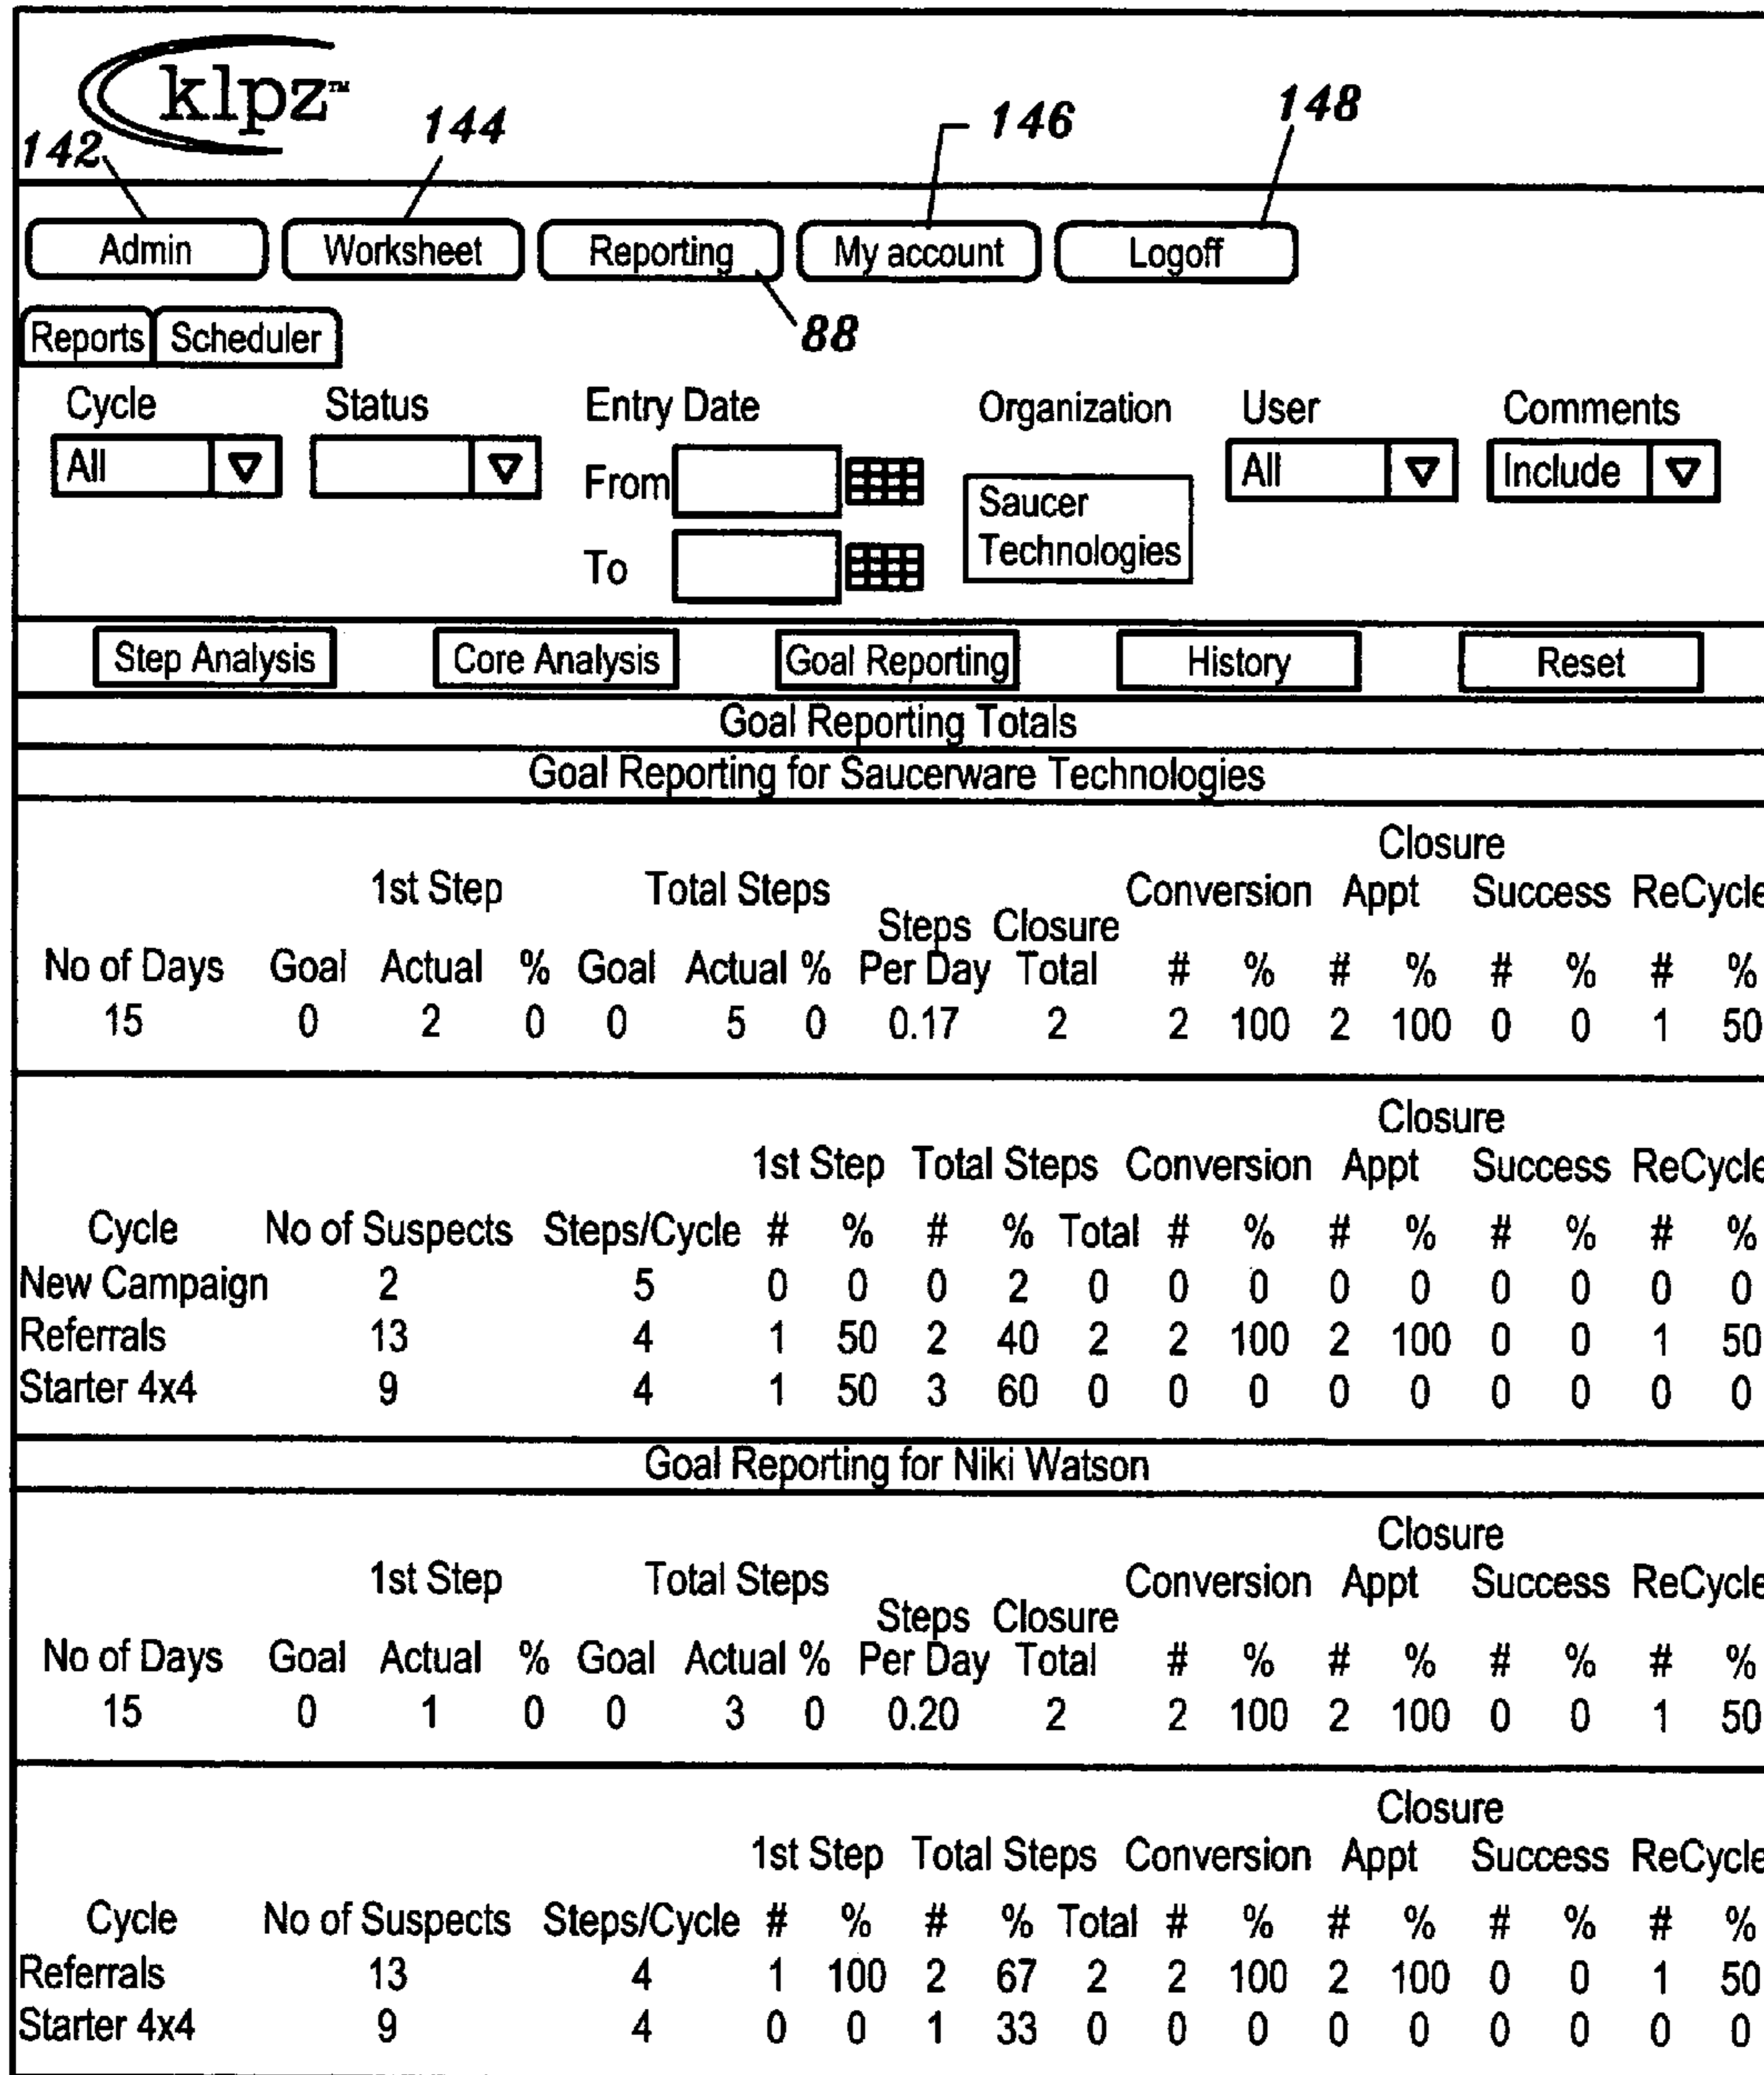 klpz™
142 144 146 148
Admin Worksheet Reporting My account Logoff
88
Reports Scheduler
Cycle Status Entry Date Organization User Comments
All From Saucer Technologies All Include
To
Step Analysis Core Analysis Goal Reporting History Reset
Goal Reporting Totals
Goal Reporting for Saucerware Technologies
Closure
1st Step Total Steps Conversion Appt Success ReCycle
Steps Closure
No of Days Goal Actual % Goal Actual % Per Day Total # % # % # % # %
15 0 2 0 0 5 0 0.17 2 2 100 2 100 0 0 1 50
Closure
1st Step Total Steps Conversion Appt Success ReCycle
Cycle No of Suspects Steps/Cycle # % # % Total # % # % # % # %
New Campaign 2 5 0 0 0 2 0 0 0 0 0 0 0 0 0
Referrals 13 4 1 50 2 40 2 2 100 2 100 0 0 1 50
Starter 4x4 9 4 1 50 3 60 0 0 0 0 0 0 0 0 0
Goal Reporting for Niki Watson
Closure
1st Step Total Steps Conversion Appt Success ReCycle
Steps Closure
No of Days Goal Actual % Goal Actual % Per Day Total # % # % # % # %
15 0 1 0 0 3 0 0.20 2 2 100 2 100 0 0 1 50
Closure
1st Step Total Steps Conversion Appt Success ReCycle
Cycle No of Suspects Steps/Cycle # % # % Total # % # % # % # %
Referrals 13 4 1 100 2 67 2 2 100 2 100 0 0 1 50
Starter 4x4 9 4 0 0 1 33 0 0 0 0 0 0 0 0 0